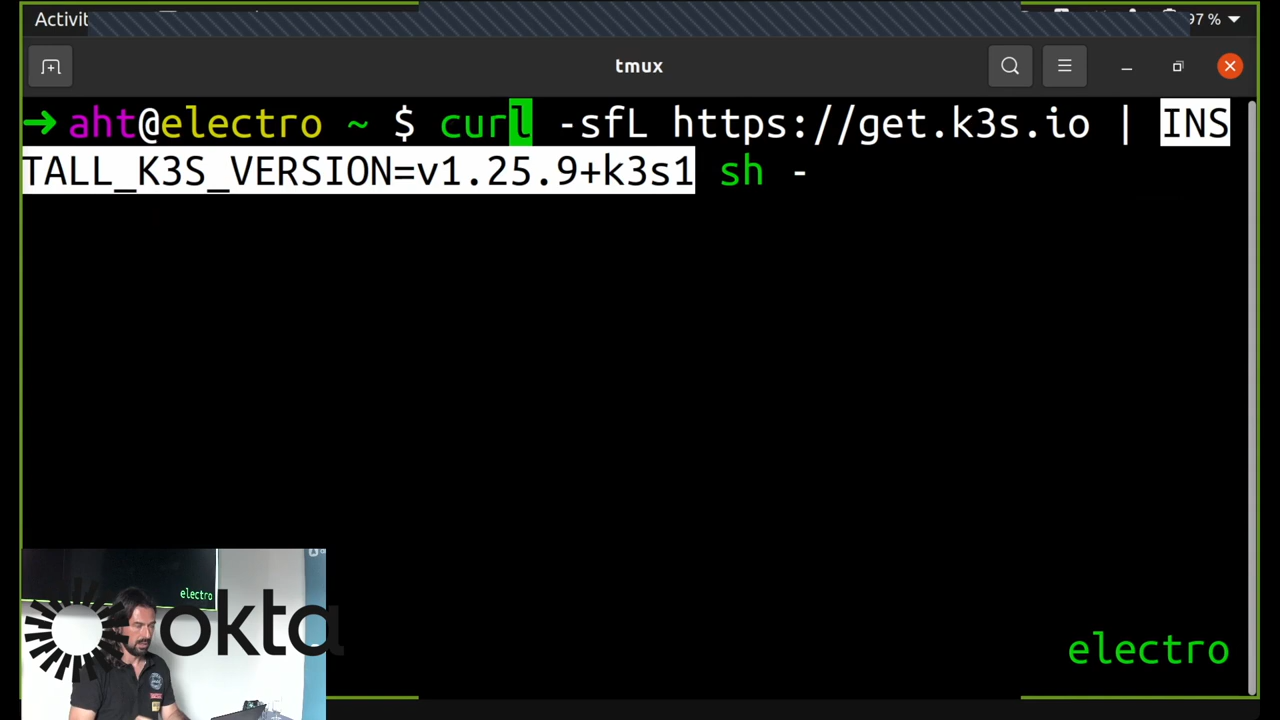 Activit
97 %
tmux
➜ aht@electro ~ $ curl -sfL https://get.k3s.io | INS
TALL_K3S_VERSION=v1.25.9+k3s1 sh -
electro
okta
electro